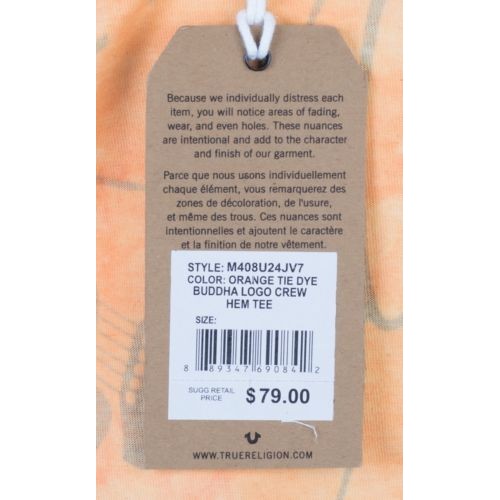 Because we individually distress each
item, you will notice areas of fading,
wear, and even holes. These nuances
are intentional and add to the character
and finish of our garment.
Parce que nous usons individuellement
chaque élément, vous remarquerez des
zones de décoloration, de l'usure,
et même des trous. Ces nuances sont
intentionnelles et ajoutent le caractère
et la finition de notre vêtement.
STYLE: M408U24JV7
COLOR: ORANGE TIE DYE
BUDDHA LOGO CREW
HEM TEE
SIZE:
8 89347 69084 2
SUGG RETAIL
PRICE
$79.00
WWW.TRUERELIGION.COM